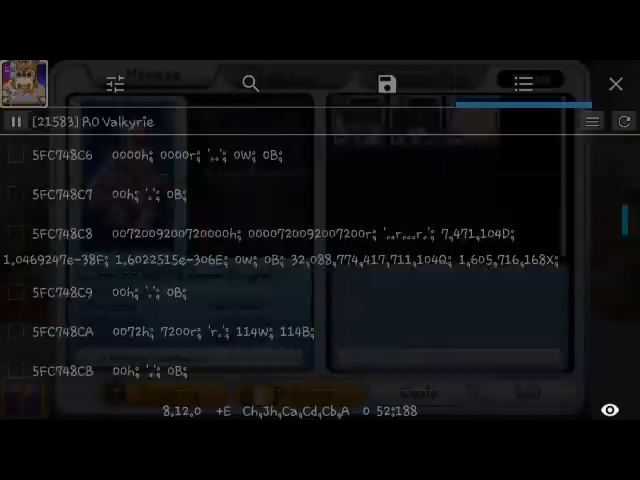 [21583] RO Valkyrie
5FC748C6 0000h; 0000r; '..'; 0W; 0B;
5FC748C7 00h; '.'; 0B;
5FC748C8 0072009200720000h; 0000720092007200r; '..r...r.'; 7,471,104D;
1,0469247e-38F; 1,6022515e-306E; 0W; 0B; 32,088,774,417,711,104Q; 1,605,716,168X;
5FC748C9 00h; '.'; 0B;
5FC748CA 0072h; 7200r; 'r.'; 114W; 114B;
5FC748CB 00h; '.'; 0B;
Equip
8,12,0 +E Ch,Jh,Ca,Cd,Cb,A 0 52;188